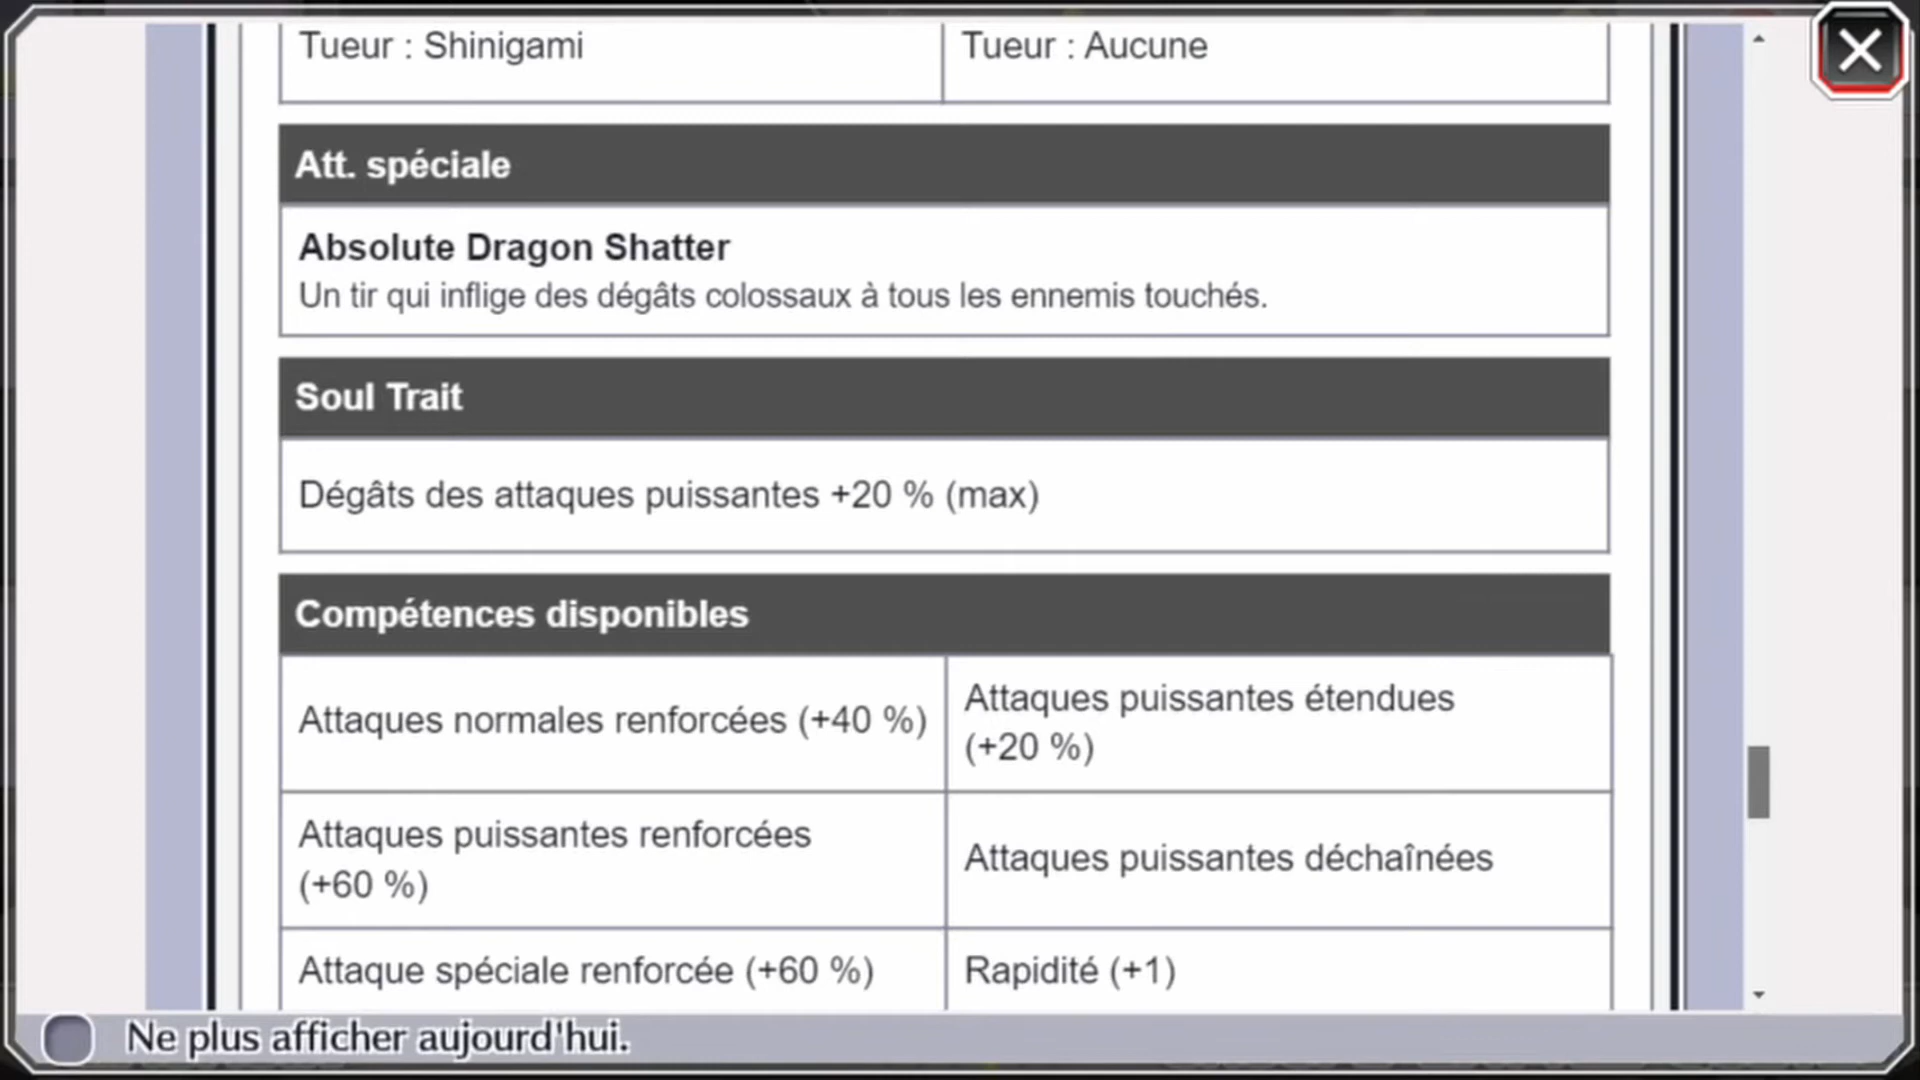 Tueur : Shinigami
Tueur : Aucune
Att. spéciale
Absolute Dragon Shatter
Un tir qui inflige des dégâts colossaux à tous les ennemis touchés.
Soul Trait
Dégâts des attaques puissantes +20 % (max)
Compétences disponibles
Attaques normales renforcées (+40 %)
Attaques puissantes étendues
(+20 %)
Attaques puissantes renforcées
(+60 %)
Attaques puissantes déchaînées
Attaque spéciale renforcée (+60 %)
Rapidité (+1)
Ne plus afficher aujourd'hui.